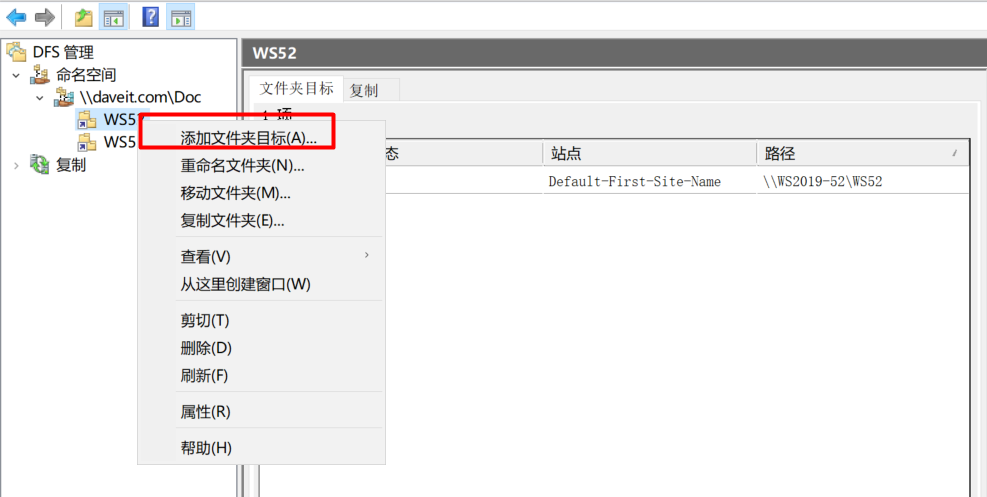 DFS 管理
WS52
命名空间
\\daveit.com\Doc
文件夹目标
复制
WS5
1 项
WS5
添加文件夹目标(A)...
态
站点
路径
复制
重命名文件夹(N)...
Default-First-Site-Name
\\WS2019-52\WS52
移动文件夹(M)...
复制文件夹(E)...
查看(V)
从这里创建窗口(W)
剪切(T)
删除(D)
刷新(F)
属性(R)
帮助(H)